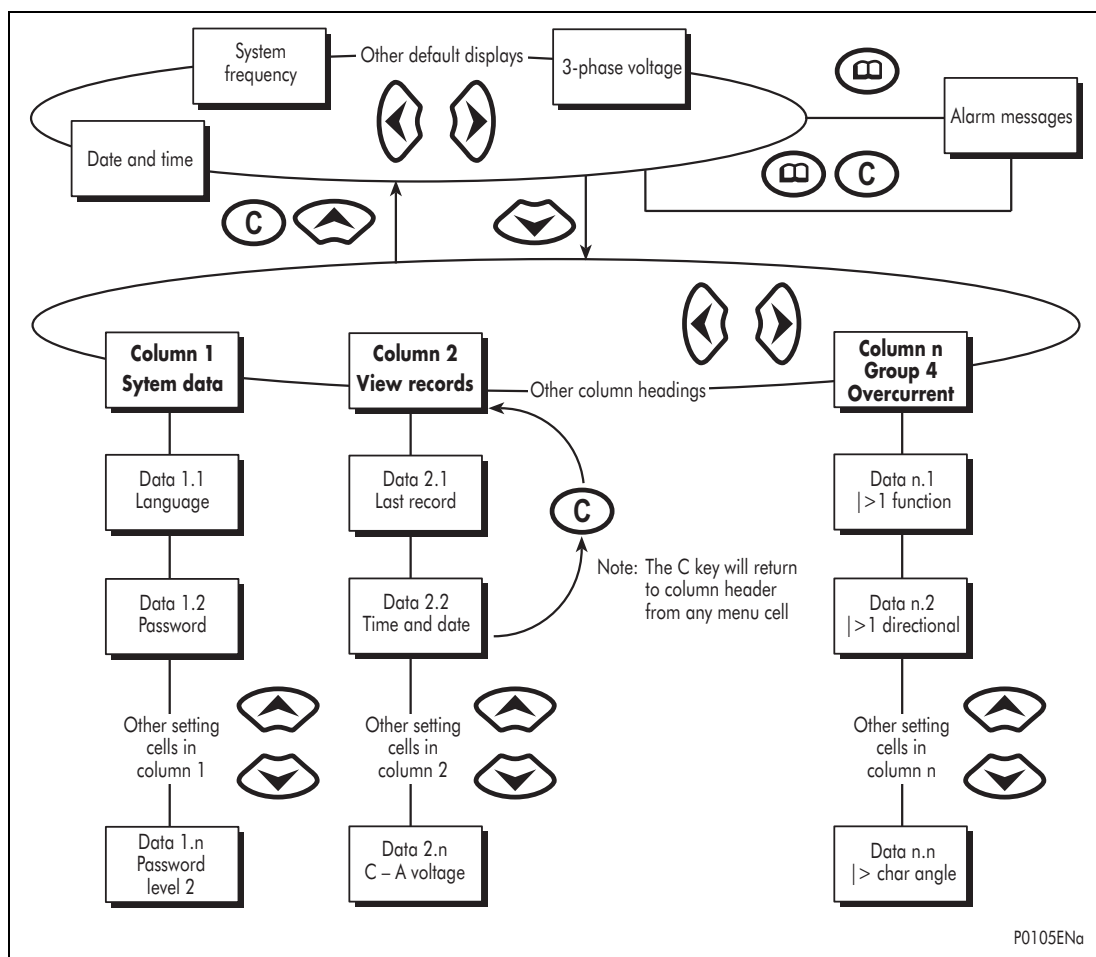 System
frequency
Other default displays
3-phase voltage
Date and time
Alarm messages
C
C
Column 1
Sytem data
Column 2
View records
Other column headings
Column n
Group 4
Overcurrent
Data 1.1
Language
Data 2.1
Last record
C
Data n.1
|>1 function
Note: The C key will return
to column header
from any menu cell
Data 1.2
Password
Data 2.2
Time and date
Data n.2
|>1 directional
Other setting
cells in
column 1
Other setting
cells in
column 2
Other setting
cells in
column n
Data 1.n
Password
level 2
Data 2.n
C – A voltage
Data n.n
|> char angle
P0105ENa